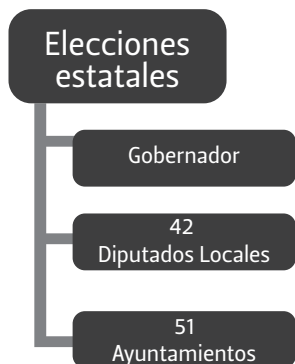 Elecciones
estatales
Gobernador
42
Diputados Locales
51
Ayuntamientos